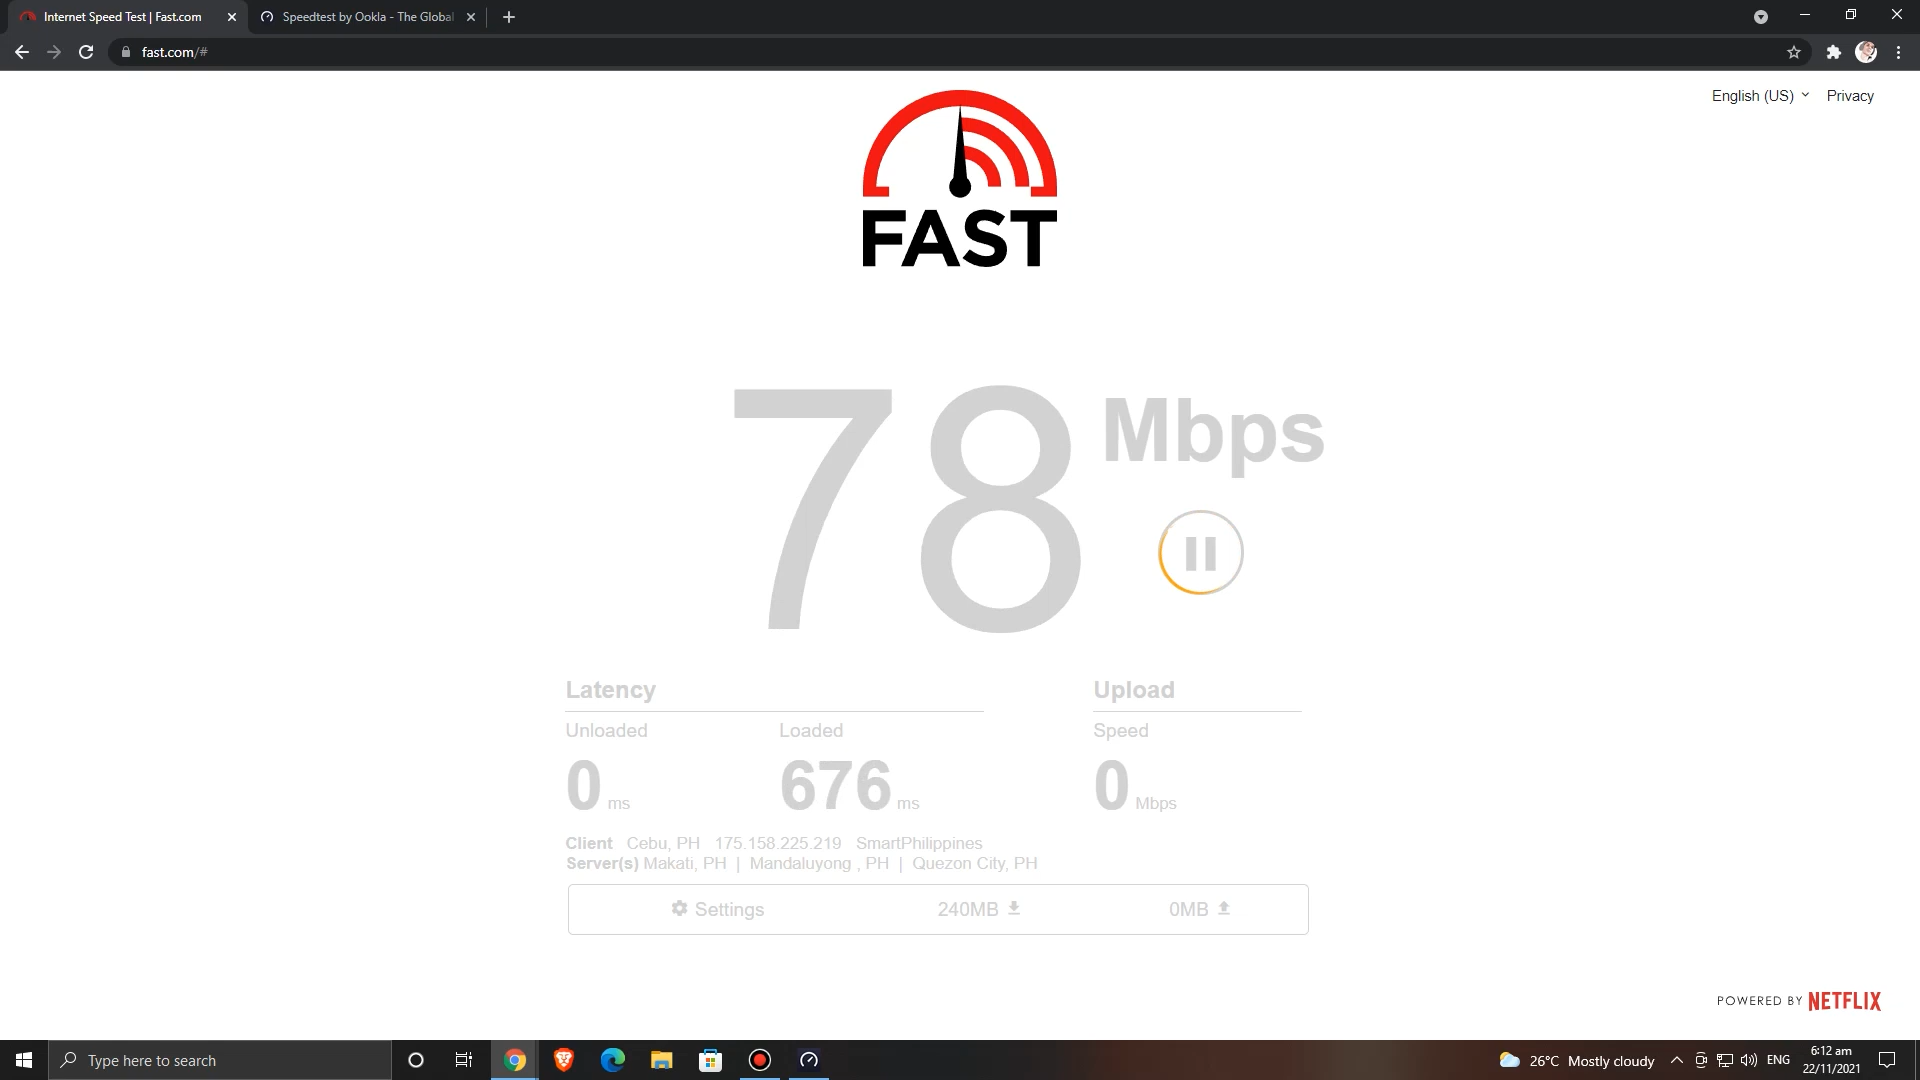 Internet Speed Test | Fast.com
Speedtest by Ookla - The Global
fast.com/#
English (US)
Privacy
FAST
78 Mbps
Latency
Upload
Unloaded
Loaded
Speed
0 ms
676 ms
0 Mbps
Client Cebu, PH 175.158.225.219 SmartPhilippines
Server(s) Makati, PH | Mandaluyong , PH | Quezon City, PH
Settings
240MB
0MB
POWERED BY NETFLIX
Type here to search
26°C Mostly cloudy
ENG
6:12 am
22/11/2021